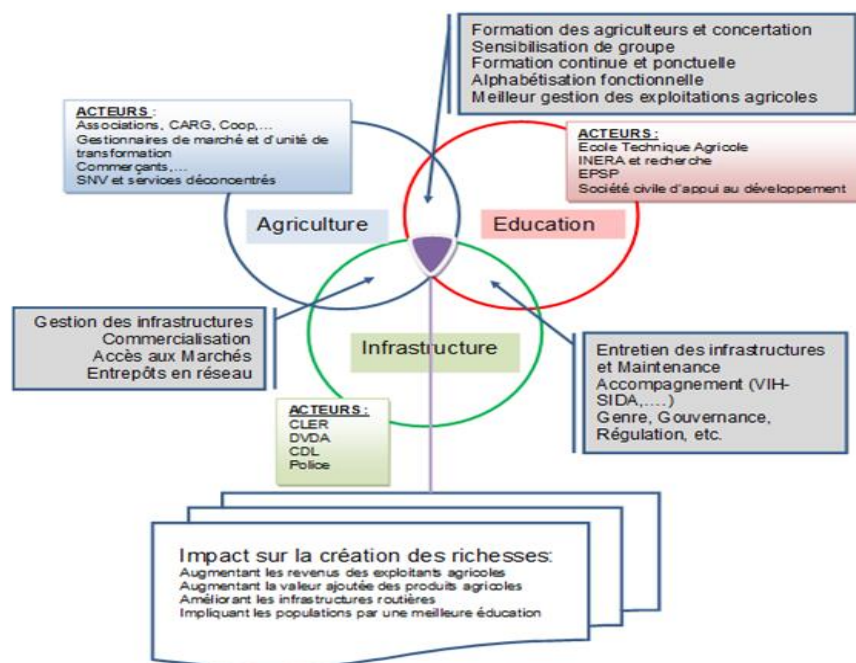 Formation des agriculteurs et concertation
Sensibilisation de groupe
Formation continue et ponctuelle
Alphabétisation fonctionnelle
Meilleur gestion des exploitations agricoles
ACTEURS :
Associations, CARG, Coop,...
Gestionnaires de marché et d'unité de
transformation
Commerçants,...
SNV et services déconcentrés
ACTEURS :
Ecole Technique Agricole
INERA et recherche
EPSP
Société civile d'appui au développement
Agriculture
Education
Gestion des infrastructures
Commercialisation
Accès aux Marchés
Entrepôts en réseau
Infrastructure
Entretien des infrastructures
et Maintenance
Accompagnement (VIH-
SIDA,....)
Genre, Gouvernance,
Régulation, etc.
ACTEURS :
CLER
DVDA
CDL
Police
Impact sur la création des richesses:
Augmentant les revenus des exploitants agricoles
Augmentant la valeur ajoutée des produits agricoles
Améliorant les infrastructures routières
Impliquant les populations par une meilleure éducation